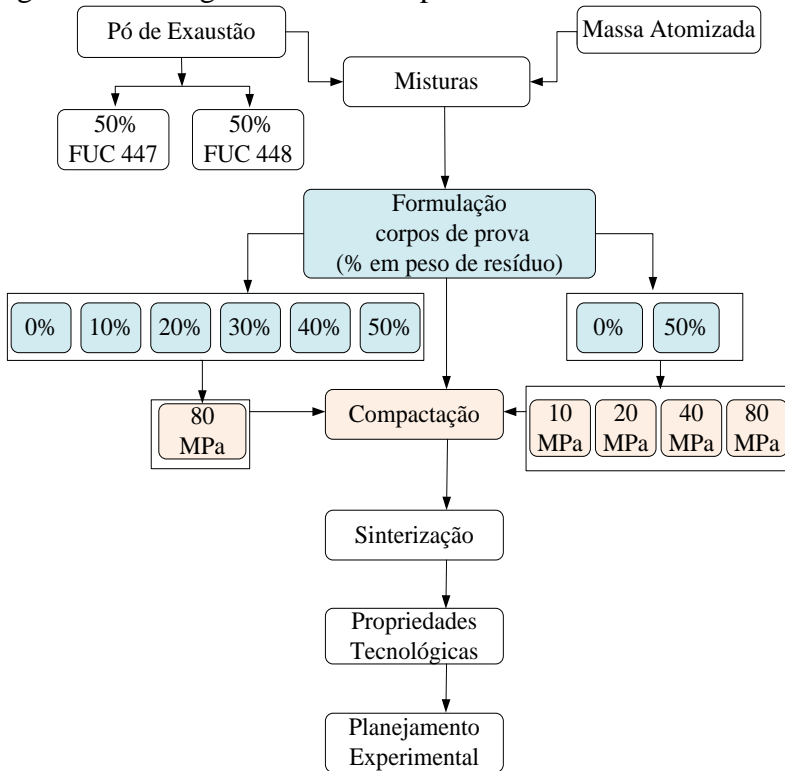 Pó de Exaustão
Massa Atomizada
Misturas
50%
FUC 447
50%
FUC 448
Formulação
corpos de prova
(% em peso de resíduo)
0%
10%
20%
30%
40%
50%
0%
50%
80
MPa
Compactação
10
MPa
20
MPa
40
MPa
80
MPa
Sinterização
Propriedades
Tecnológicas
Planejamento
Experimental